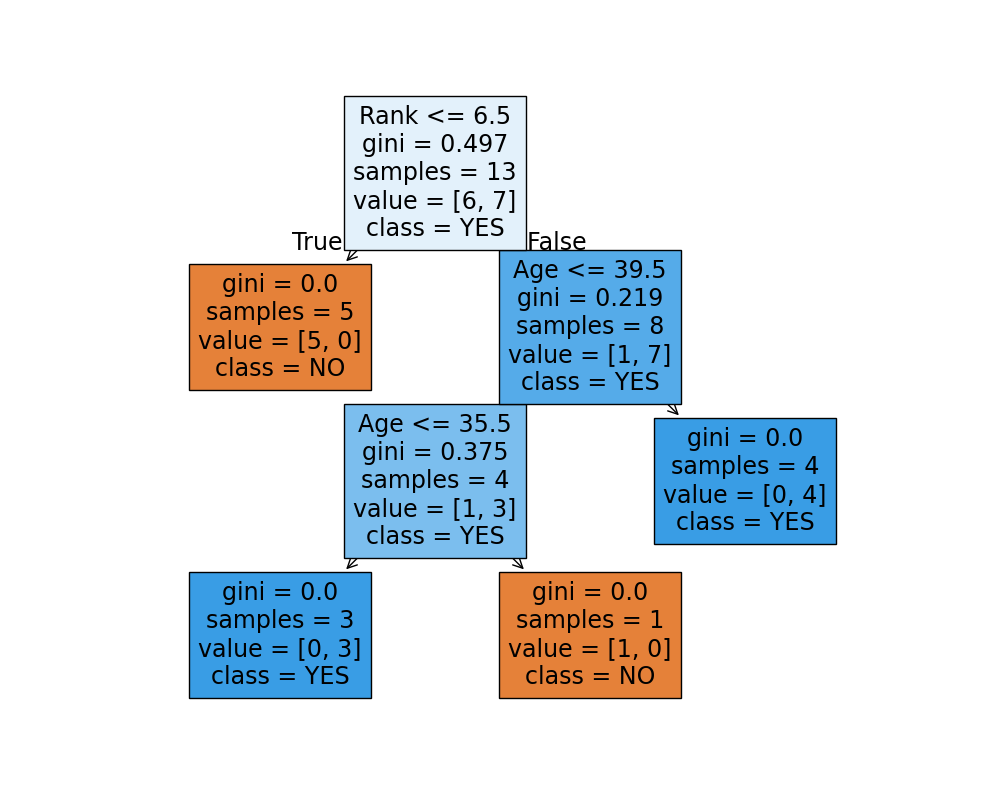 Rank <= 6.5
gini = 0.497
samples = 13
value = [6, 7]
class = YES
True
False
gini = 0.0
samples = 5
value = [5, 0]
class = NO
Age <= 39.5
gini = 0.219
samples = 8
value = [1, 7]
class = YES
Age <= 35.5
gini = 0.375
samples = 4
value = [1, 3]
class = YES
gini = 0.0
samples = 4
value = [0, 4]
class = YES
gini = 0.0
samples = 3
value = [0, 3]
class = YES
gini = 0.0
samples = 1
value = [1, 0]
class = NO